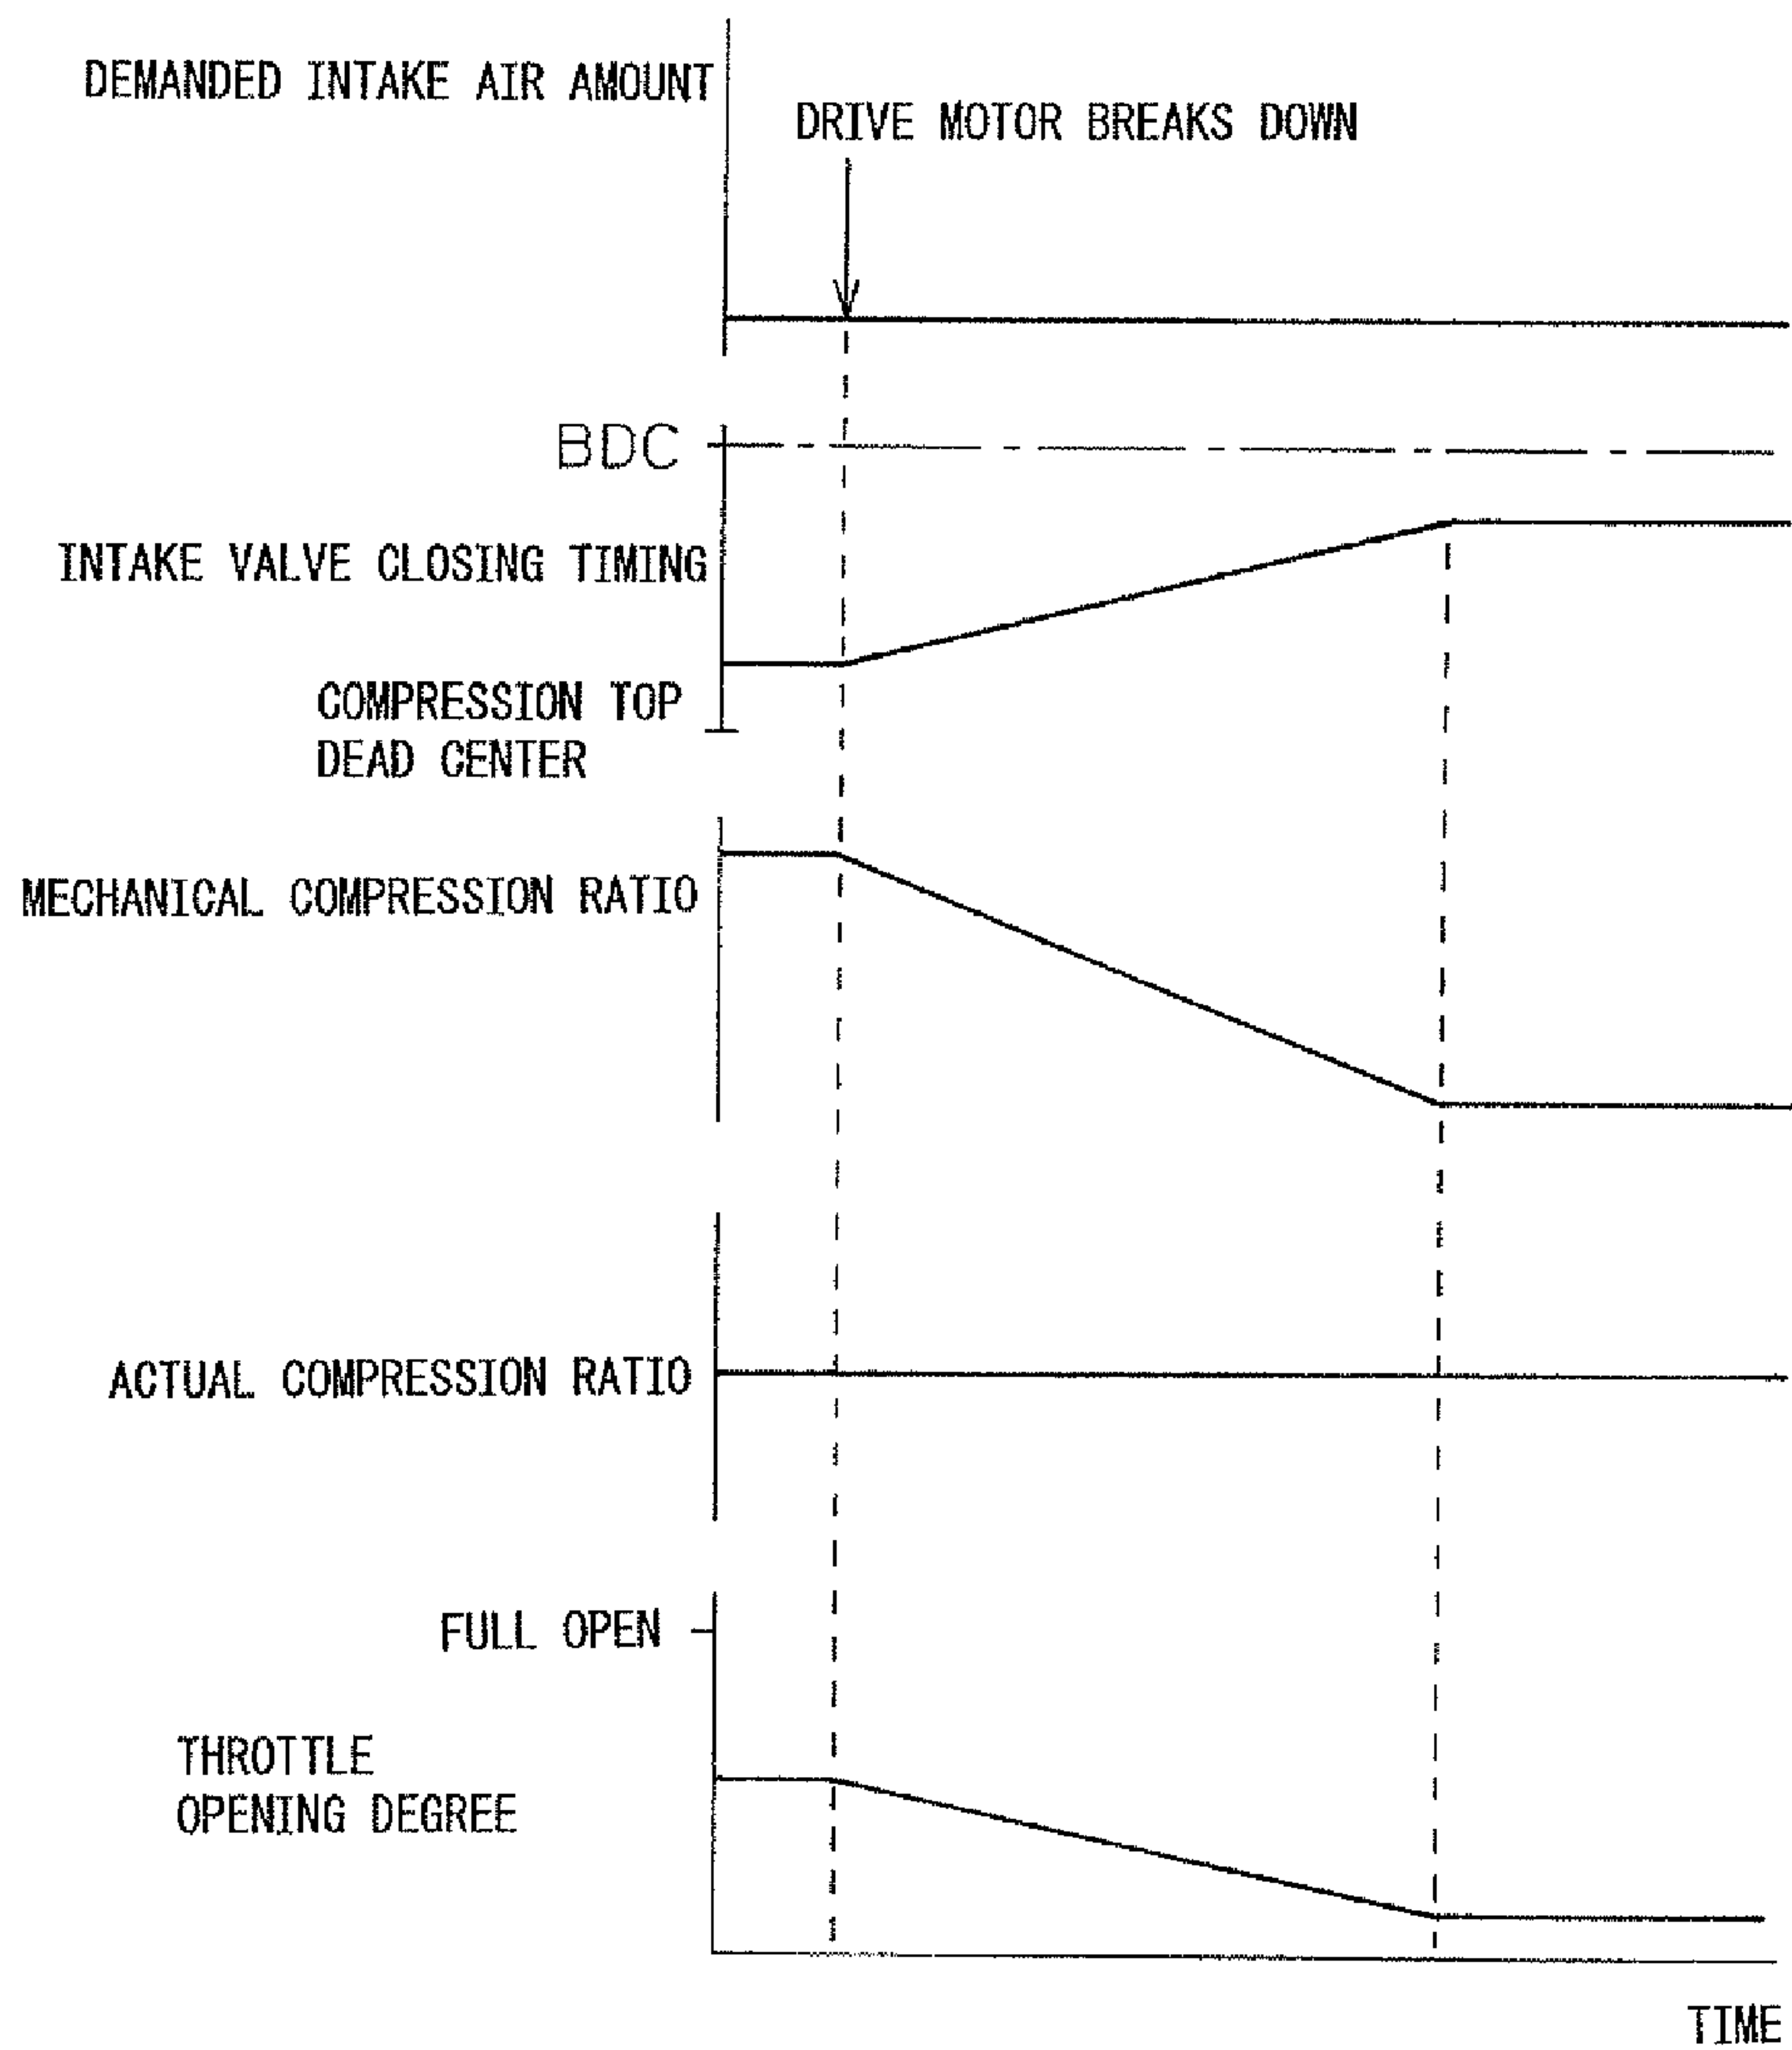 DEMANDED INTAKE AIR AMOUNT
DRIVE MOTOR BREAKS DOWN
BDC
INTAKE VALVE CLOSING TIMING
COMPRESSION TOP
DEAD CENTER
MECHANICAL COMPRESSION RATIO
ACTUAL COMPRESSION RATIO
FULL OPEN
THROTTLE
OPENING DEGREE
TIME